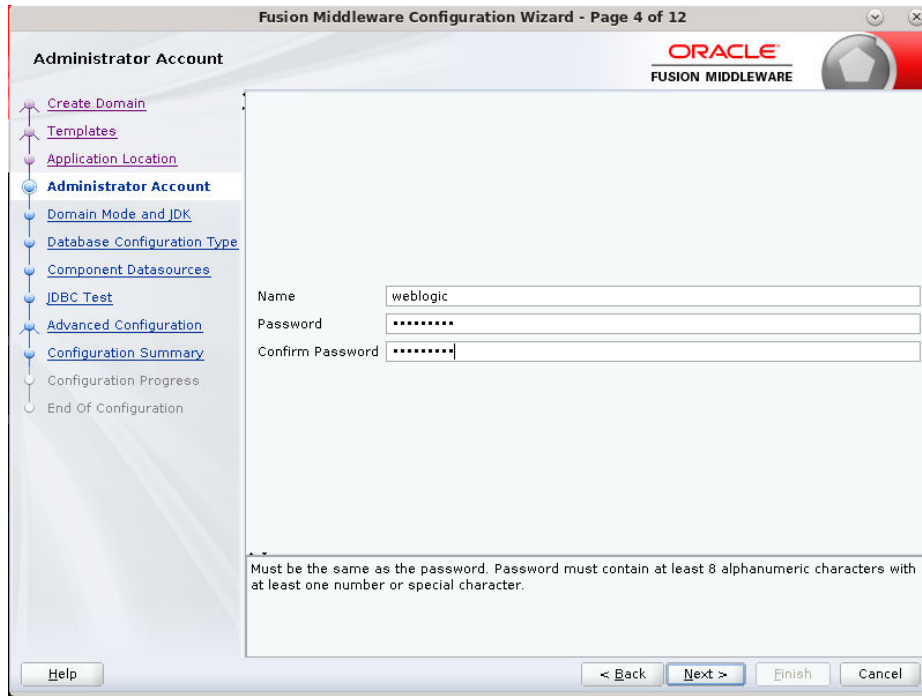 Fusion Middleware Configuration Wizard - Page 4 of 12
Administrator Account
ORACLE
FUSION MIDDLEWARE
Create Domain
Templates
Application Location
Administrator Account
Domain Mode and JDK
Database Configuration Type
Component Datasources
JDBC Test
Advanced Configuration
Configuration Summary
Configuration Progress
End Of Configuration
Name weblogic
Password •••••••••
Confirm Password •••••••••
Must be the same as the password. Password must contain at least 8 alphanumeric characters with
at least one number or special character.
Help < Back Next > Finish Cancel